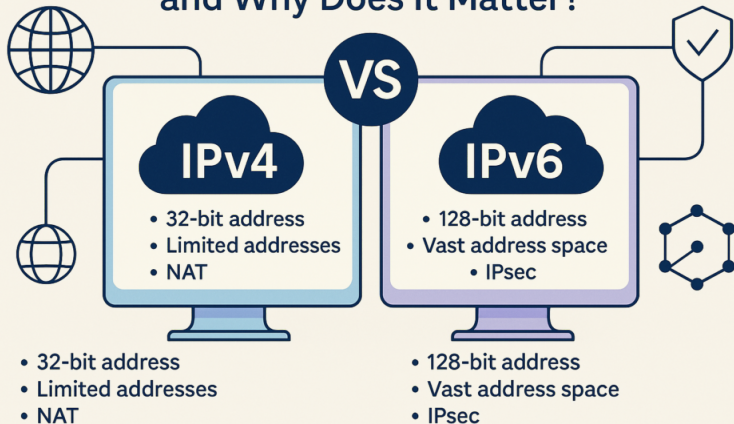 and Why Does It Matter?
VS
IPv4
• 32-bit address
• Limited addresses
• NAT
IPv6
• 128-bit address
• Vast address space
• IPsec
• 32-bit address
• Limited addresses
• NAT
• 128-bit address
• Vast address space
• IPsec